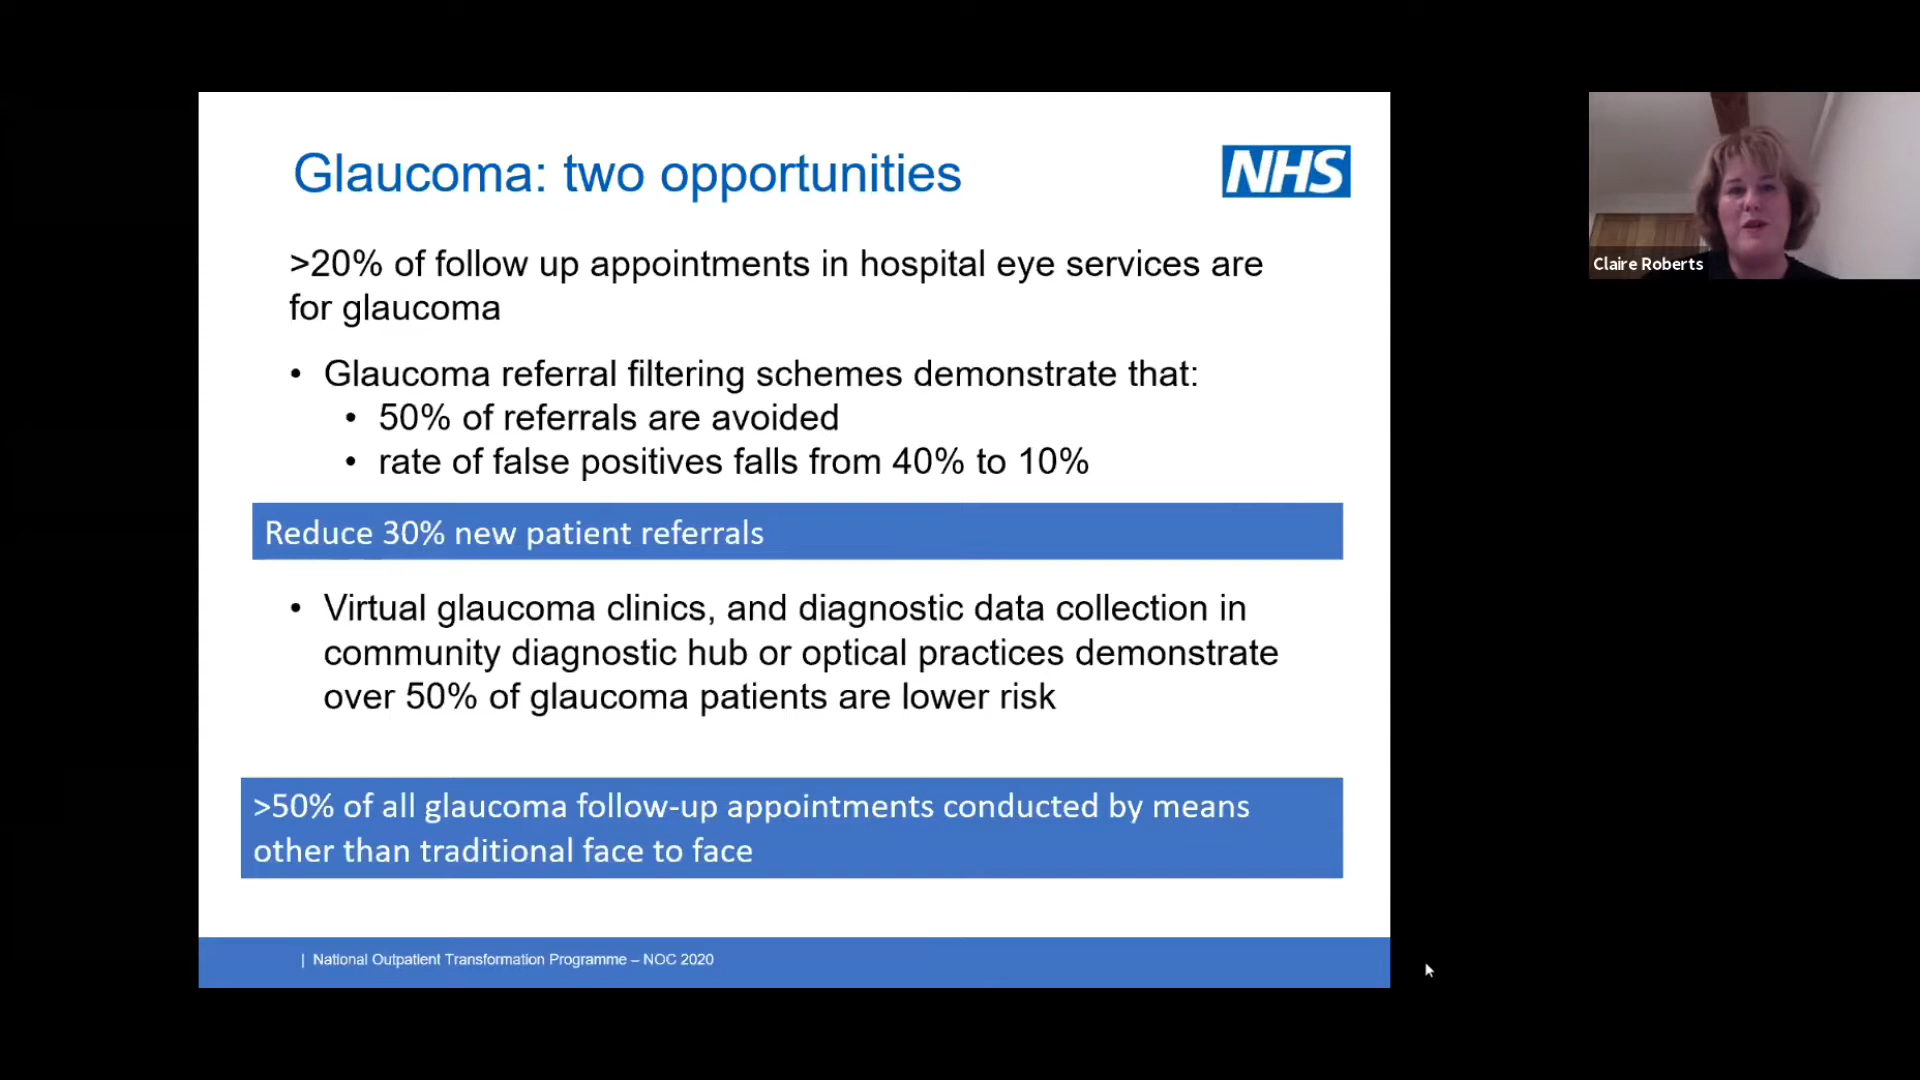 Glaucoma: two opportunities
NHS
>20% of follow up appointments in hospital eye services are
for glaucoma
• Glaucoma referral filtering schemes demonstrate that:
• 50% of referrals are avoided
• rate of false positives falls from 40% to 10%
Reduce 30% new patient referrals
• Virtual glaucoma clinics, and diagnostic data collection in
community diagnostic hub or optical practices demonstrate
over 50% of glaucoma patients are lower risk
>50% of all glaucoma follow-up appointments conducted by means
other than traditional face to face
| National Outpatient Transformation Programme – NOC 2020
Claire Roberts